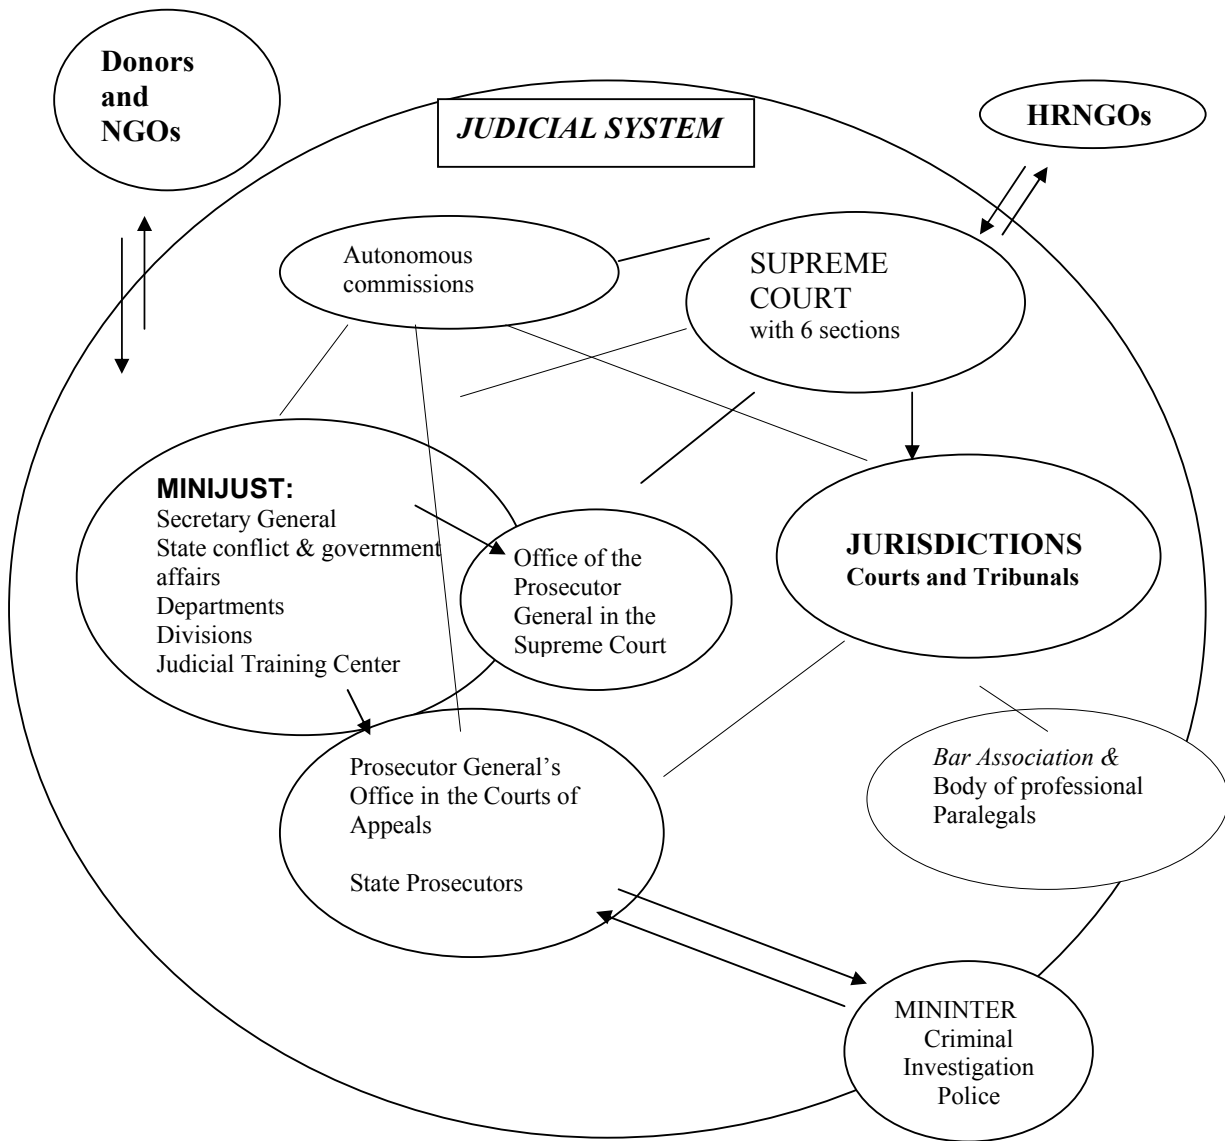 Donors
and
NGOs
HRNGOs
JUDICIAL SYSTEM
Autonomous
commissions
SUPREME
COURT
with 6 sections
MINIJUST:
Secretary General
State conflict & government
affairs
Departments
Divisions
Judicial Training Center
Office of the
Prosecutor
General in the
Supreme Court
JURISDICTIONS
Courts and Tribunals
Prosecutor General's
Office in the Courts of
Appeals
State Prosecutors
Bar Association &
Body of professional
Paralegals
MININTER
Criminal
Investigation
Police